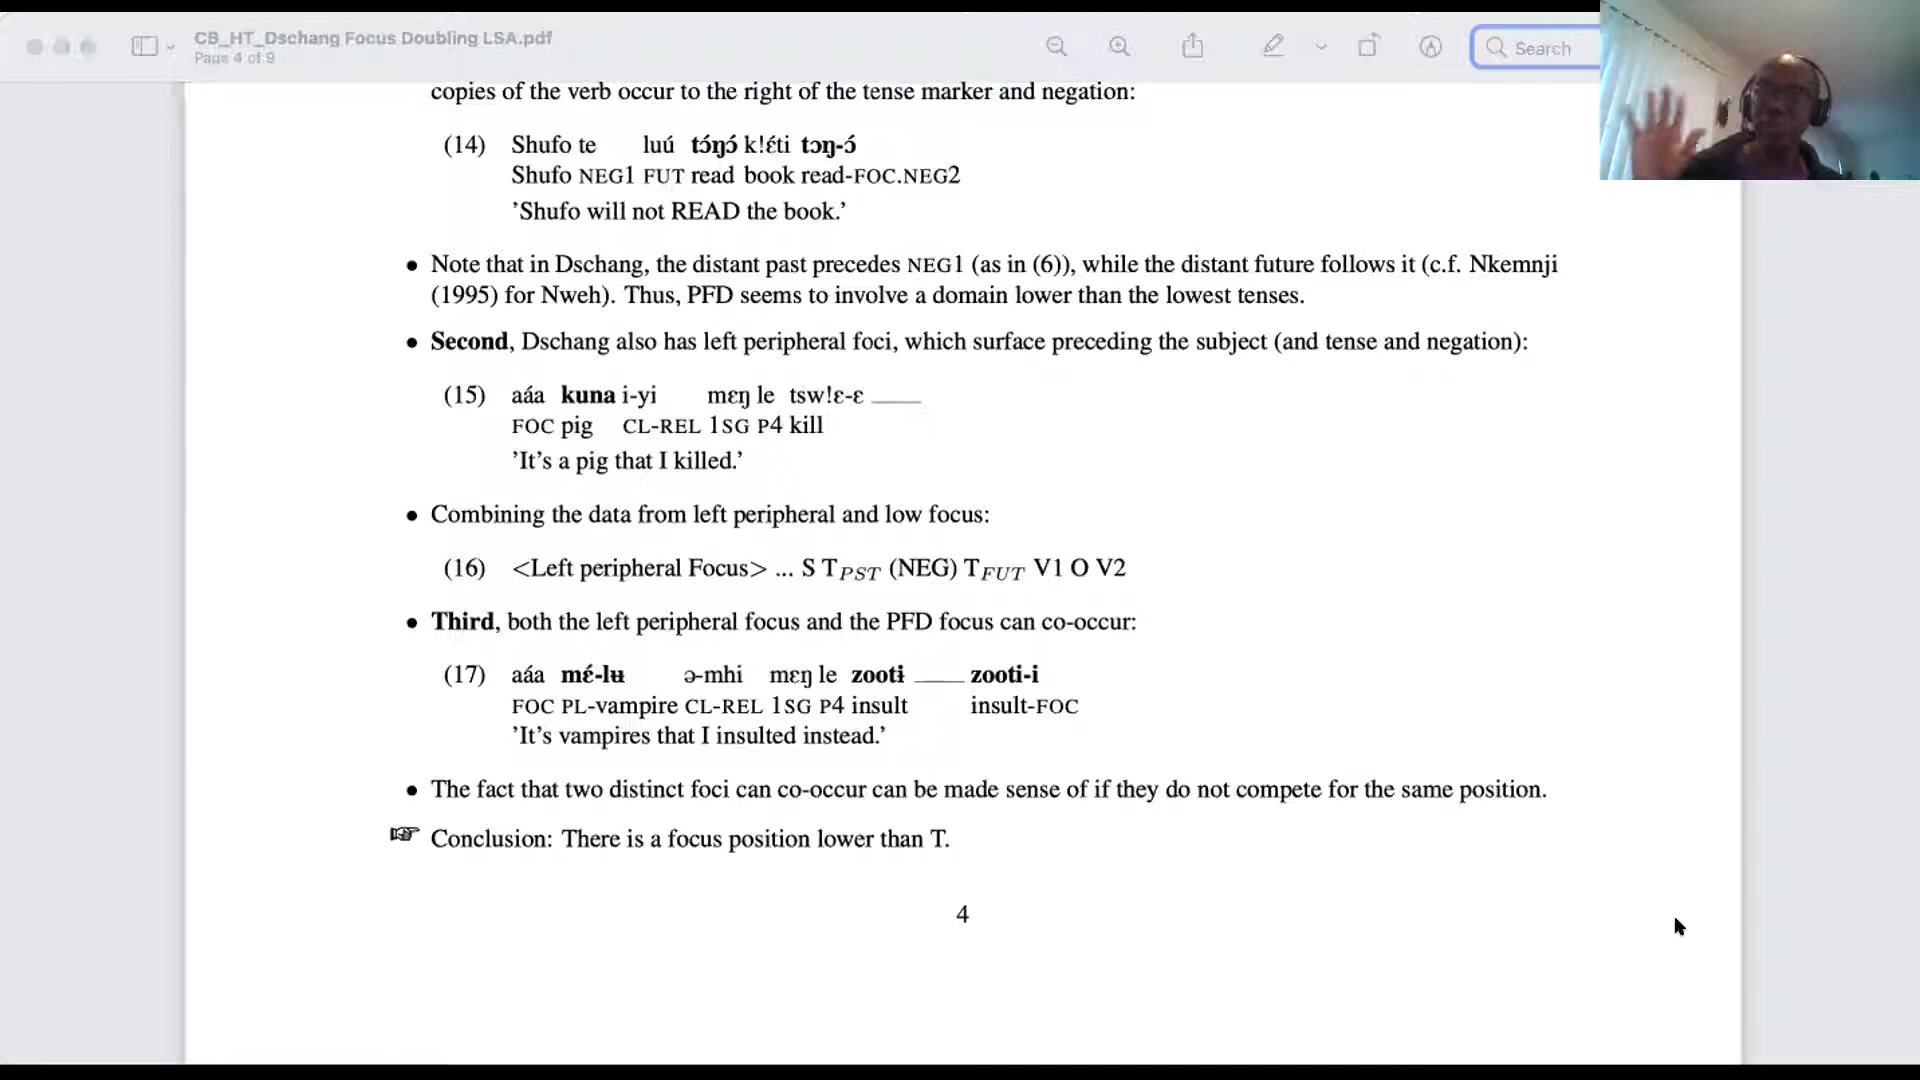 CB_HT_Dschang Focus Doubling LSA.pdf
Page 4 of 9
Search
copies of the verb occur to the right of the tense marker and negation:
(14) Shufo te luú tɔ́ŋɔ́ k!ɛ́ti tɔŋ-ɔ́
Shufo NEG1 FUT read book read-FOC.NEG2
’Shufo will not READ the book.’
• Note that in Dschang, the distant past precedes NEG1 (as in (6)), while the distant future follows it (c.f. Nkemnji
(1995) for Nweh). Thus, PFD seems to involve a domain lower than the lowest tenses.
• Second, Dschang also has left peripheral foci, which surface preceding the subject (and tense and negation):
(15) aáa kuna i-yi mɛŋ le tsw!ɛ-ɛ ____
FOC pig CL-REL 1SG P4 kill
’It’s a pig that I killed.’
• Combining the data from left peripheral and low focus:
(16) <Left peripheral Focus> ... S T_PST (NEG) T_FUT V1 O V2
• Third, both the left peripheral focus and the PFD focus can co-occur:
(17) aáa mɛ́-lʉ ə-mhi mɛŋ le zootɨ ____ zooti-i
FOC PL-vampire CL-REL 1SG P4 insult insult-FOC
’It’s vampires that I insulted instead.’
• The fact that two distinct foci can co-occur can be made sense of if they do not compete for the same position.
☞ Conclusion: There is a focus position lower than T.
4